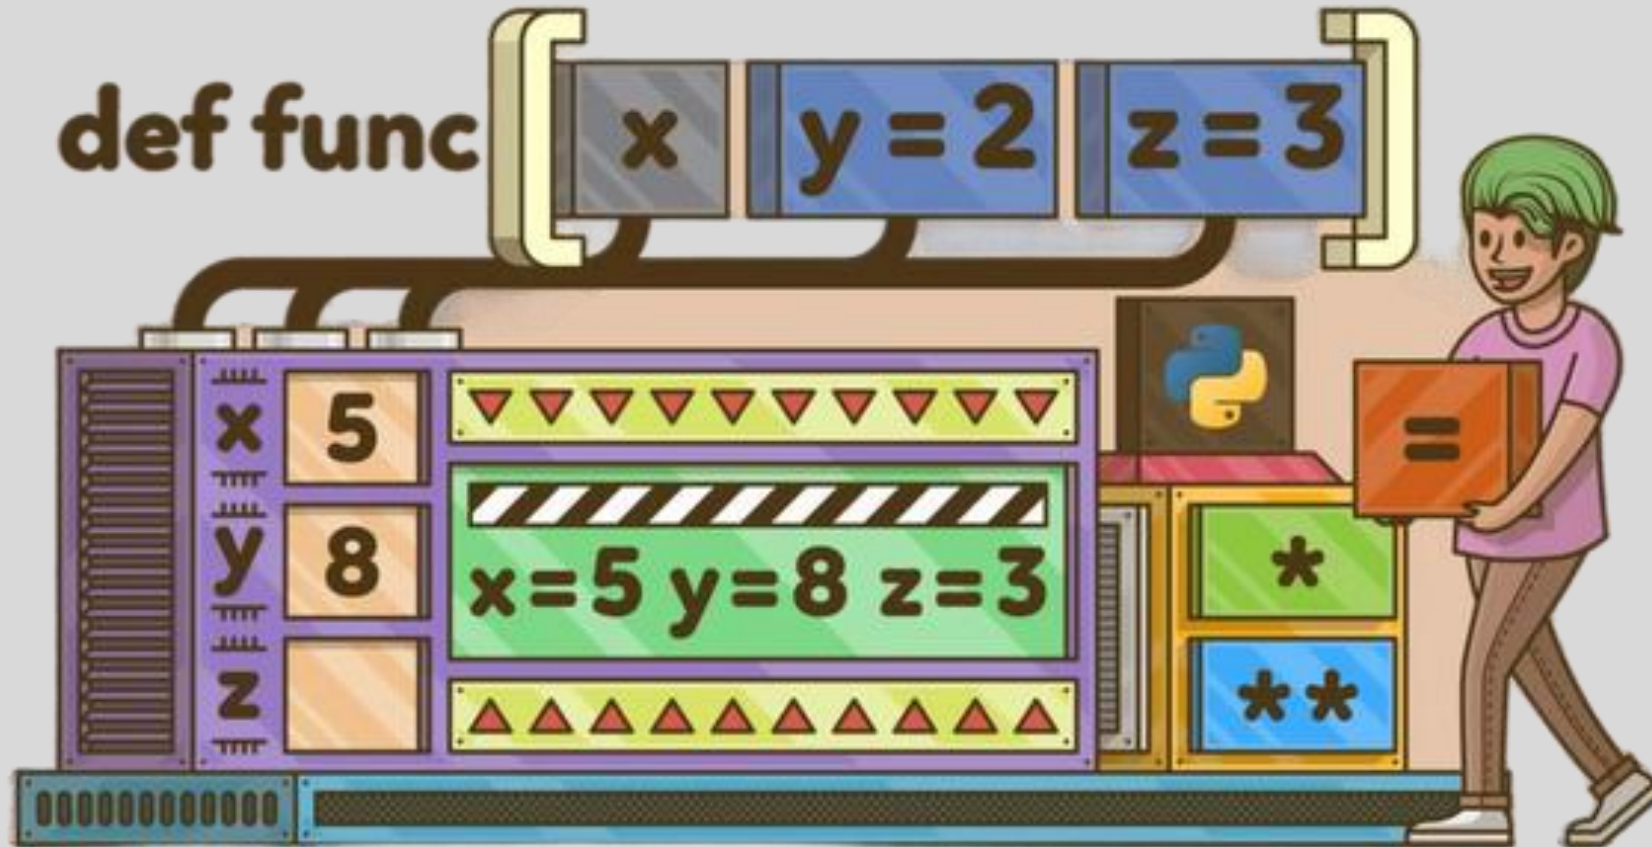 def func [ x y = 2 z = 3 ]
x 5
=
y 8
x=5 y=8 z=3
*
z
**